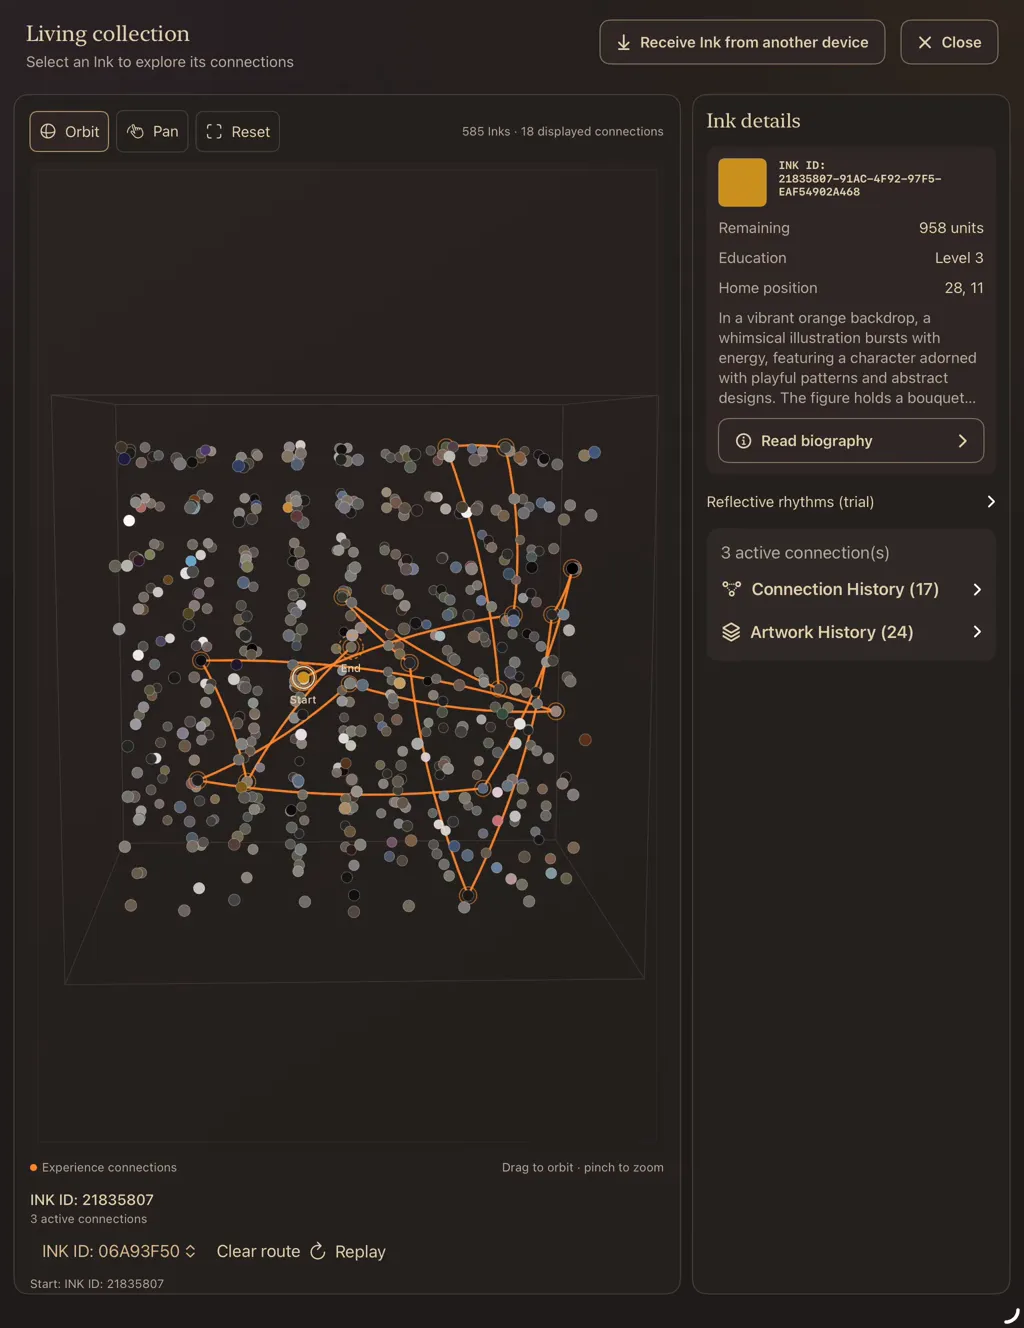 Living collection
Select an Ink to explore its connections
Receive Ink from another device
Close
Orbit
Pan
Reset
585 Inks · 18 displayed connections
End
Start
Experience connections
Drag to orbit · pinch to zoom
INK ID: 21835807
3 active connections
INK ID: 06A93F50
Clear route
Replay
Start: INK ID: 21835807
Ink details
INK ID:
21835807-91AC-4F92-97F5-
EAF54902A468
Remaining
958 units
Education
Level 3
Home position
28, 11
In a vibrant orange backdrop, a
whimsical illustration bursts with
energy, featuring a character adorned
with playful patterns and abstract
designs. The figure holds a bouquet...
Read biography
Reflective rhythms (trial)
3 active connection(s)
Connection History (17)
Artwork History (24)